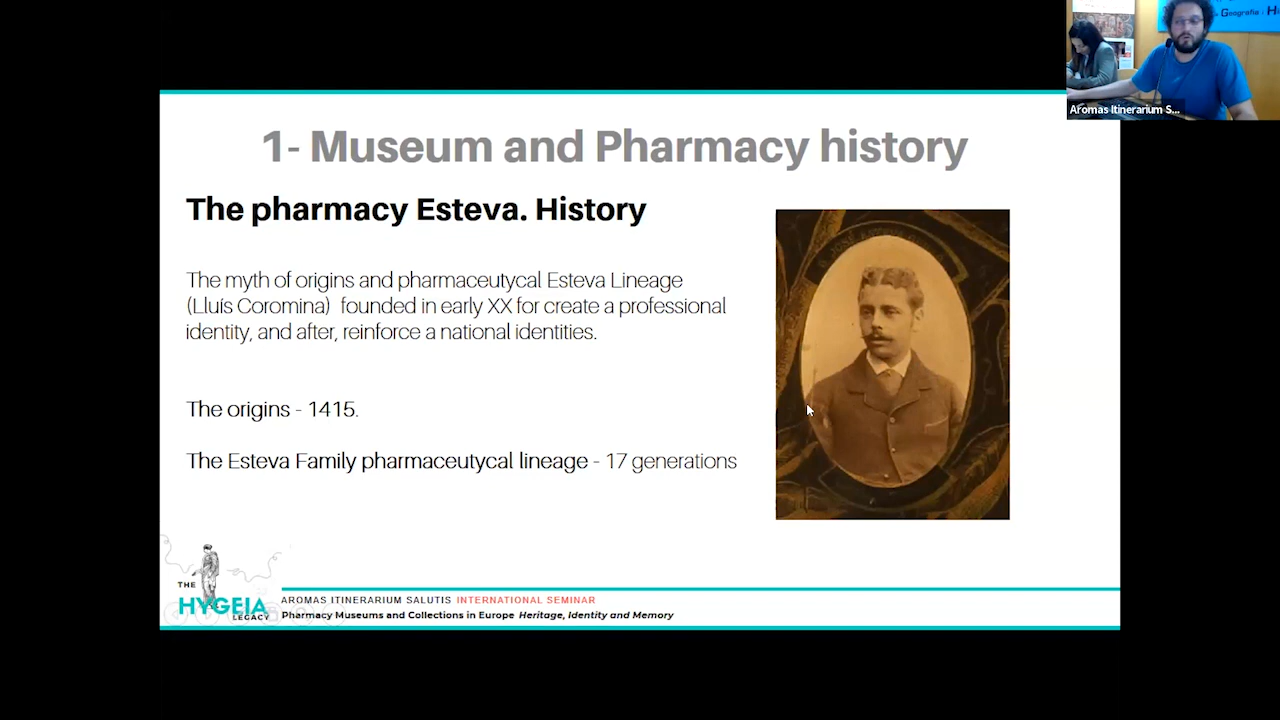 1- Museum and Pharmacy history
The pharmacy Esteva. History
The myth of origins and pharmaceutycal Esteva Lineage
(Lluís Coromina) founded in early XX for create a professional
identity, and after, reinforce a national identities.
The origins - 1415.
The Esteva Family pharmaceutycal lineage - 17 generations
THE
HYGEIA
LEGACY
AROMAS ITINERARIUM SALUTIS INTERNATIONAL SEMINAR
Pharmacy Museums and Collections in Europe Heritage, Identity and Memory
Geografia i H
Aromas Itinerarium S...